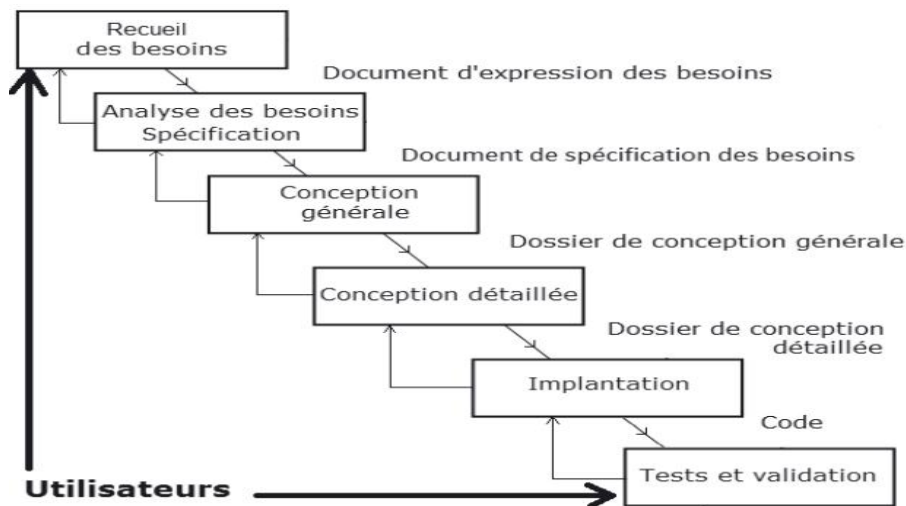 Recueil
des besoins
Document d'expression des besoins
Analyse des besoins
Spécification
Document de spécification des besoins
Conception
générale
Dossier de conception générale
Conception détaillée
Dossier de conception
détaillée
Implantation
Code
Tests et validation
Utilisateurs